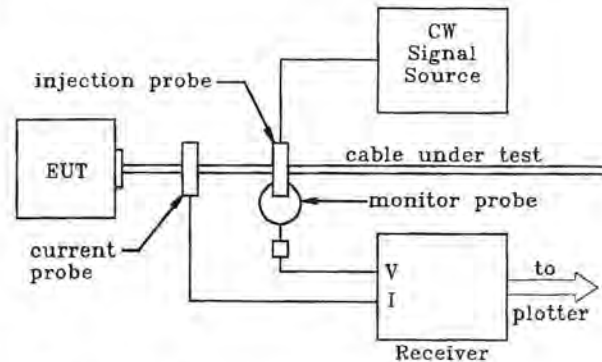 CW
Signal
Source
injection probe
EUT
cable under test
monitor probe
current
probe
V
I
to
plotter
Receiver